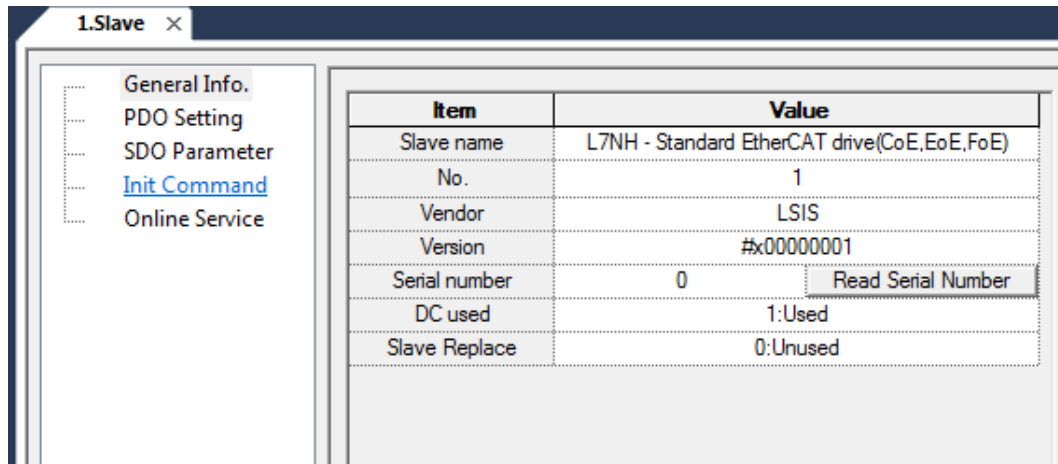 1.Slave ×
General Info.
PDO Setting
SDO Parameter
Init Command
Online Service
Item Value
Slave name L7NH - Standard EtherCAT drive(CoE,EoE,FoE)
No. 1
Vendor LSIS
Version #x00000001
Serial number 0 Read Serial Number
DC used 1:Used
Slave Replace 0:Unused